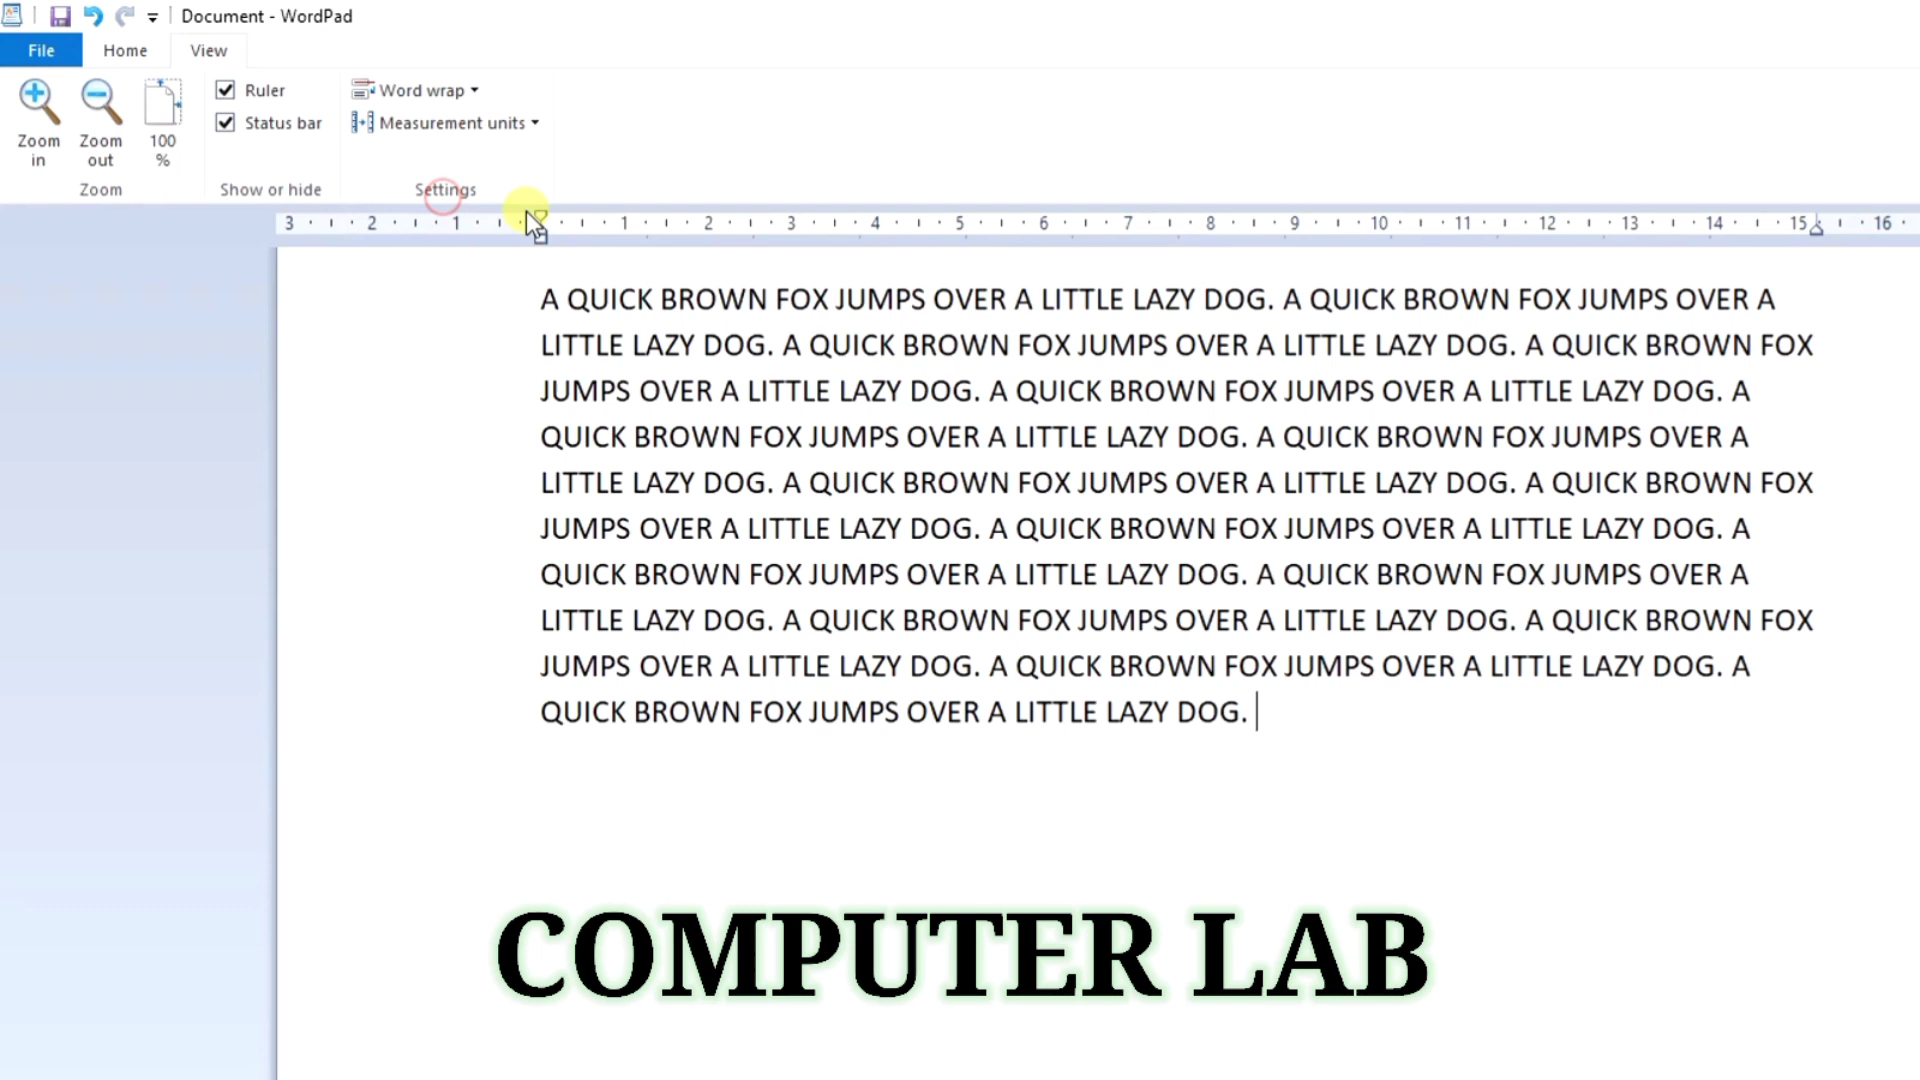 Document - WordPad
File Home View
Zoom in
Zoom out
100 %
Zoom
Ruler
Status bar
Show or hide
Word wrap
Measurement units
Settings
3 2 1 1 2 3 4 5 6 7 8 9 10 11 12 13 14 15 16
A QUICK BROWN FOX JUMPS OVER A LITTLE LAZY DOG. A QUICK BROWN FOX JUMPS OVER A
LITTLE LAZY DOG. A QUICK BROWN FOX JUMPS OVER A LITTLE LAZY DOG. A QUICK BROWN FOX
JUMPS OVER A LITTLE LAZY DOG. A QUICK BROWN FOX JUMPS OVER A LITTLE LAZY DOG. A
QUICK BROWN FOX JUMPS OVER A LITTLE LAZY DOG. A QUICK BROWN FOX JUMPS OVER A
LITTLE LAZY DOG. A QUICK BROWN FOX JUMPS OVER A LITTLE LAZY DOG. A QUICK BROWN FOX
JUMPS OVER A LITTLE LAZY DOG. A QUICK BROWN FOX JUMPS OVER A LITTLE LAZY DOG. A
QUICK BROWN FOX JUMPS OVER A LITTLE LAZY DOG. A QUICK BROWN FOX JUMPS OVER A
LITTLE LAZY DOG. A QUICK BROWN FOX JUMPS OVER A LITTLE LAZY DOG. A QUICK BROWN FOX
JUMPS OVER A LITTLE LAZY DOG. A QUICK BROWN FOX JUMPS OVER A LITTLE LAZY DOG. A
QUICK BROWN FOX JUMPS OVER A LITTLE LAZY DOG.
COMPUTER LAB